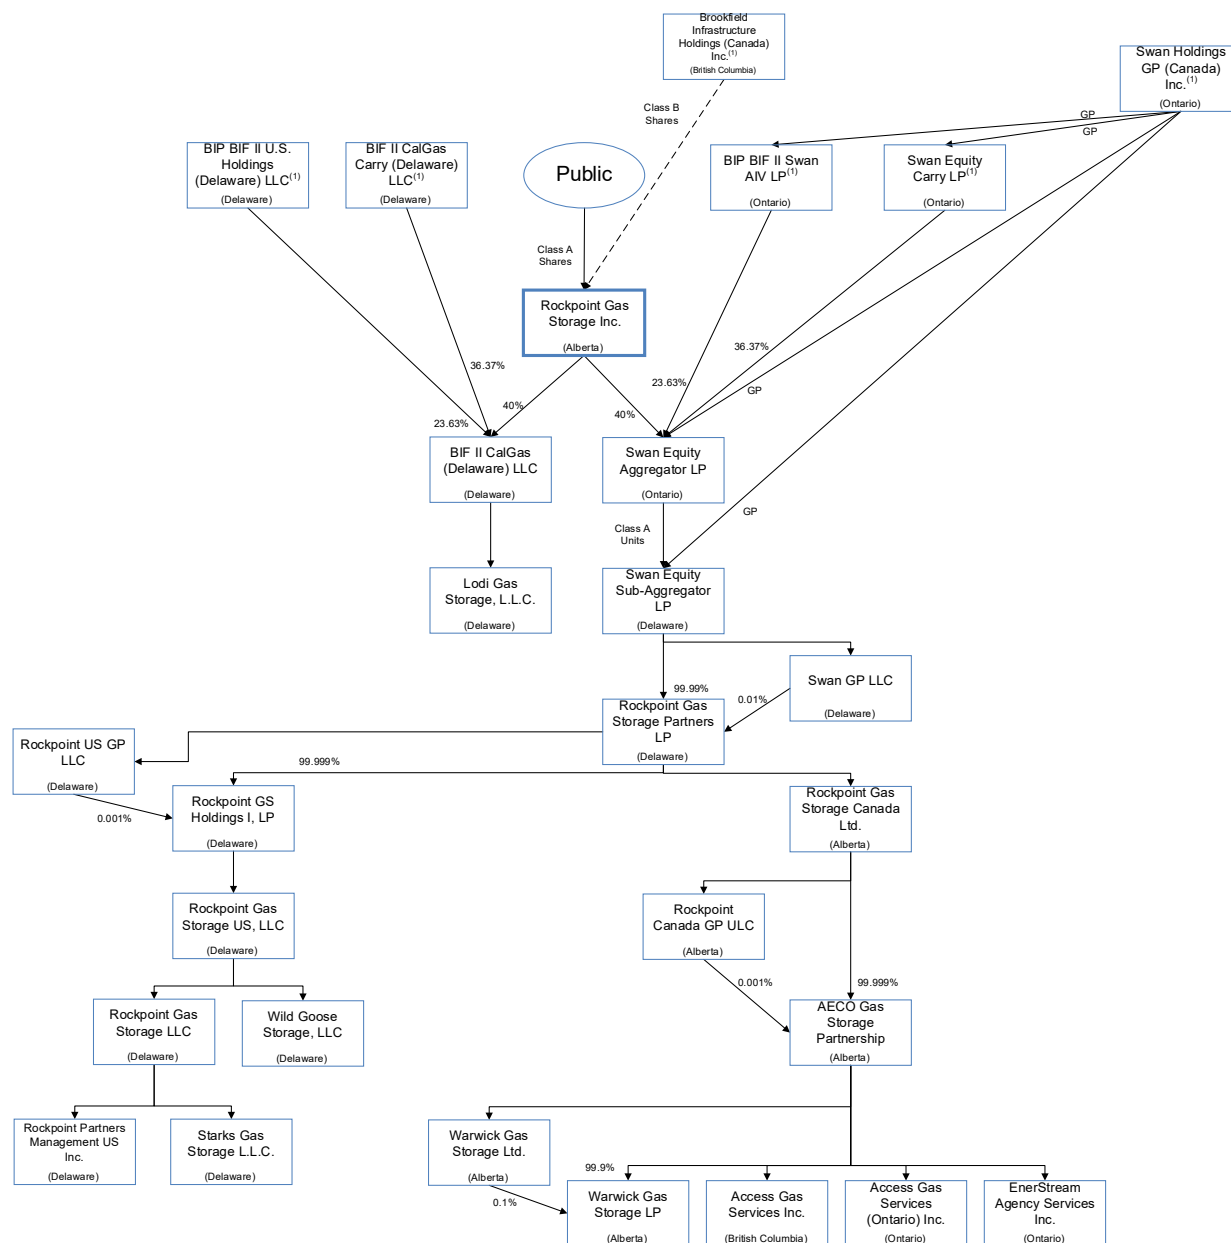 Brookfield
Infrastructure
Holdings (Canada)
Inc.(1)
(British Columbia)
Swan Holdings
GP (Canada)
Inc.(1)
(Ontario)
Class B
Shares
GP
GP
BIP BIF II U.S.
Holdings
(Delaware) LLC(1)
(Delaware)
BIF II CalGas
Carry (Delaware)
LLC(1)
(Delaware)
Public
BIP BIF II Swan
AIV LP(1)
(Ontario)
Swan Equity
Carry LP(1)
(Ontario)
Class A
Shares
Rockpoint Gas
Storage Inc.
(Alberta)
36.37%
36.37%
23.63%
GP
40%
40%
23.63%
BIF II CalGas
(Delaware) LLC
(Delaware)
Swan Equity
Aggregator LP
(Ontario)
Class A
Units
GP
Lodi Gas
Storage, L.L.C.
(Delaware)
Swan Equity
Sub-Aggregator
LP
(Delaware)
99.99%
0.01%
Swan GP LLC
(Delaware)
Rockpoint Gas
Storage Partners
LP
(Delaware)
Rockpoint US GP
LLC
(Delaware)
99.999%
0.001%
Rockpoint GS
Holdings I, LP
(Delaware)
Rockpoint Gas
Storage Canada
Ltd.
(Alberta)
Rockpoint Gas
Storage US, LLC
(Delaware)
Rockpoint
Canada GP ULC
(Alberta)
0.001%
99.999%
Rockpoint Gas
Storage LLC
(Delaware)
Wild Goose
Storage, LLC
(Delaware)
AECO Gas
Storage
Partnership
(Alberta)
Rockpoint Partners
Management US
Inc.
(Delaware)
Starks Gas
Storage L.L.C.
(Delaware)
Warwick Gas
Storage Ltd.
(Alberta)
99.9%
0.1%
Warwick Gas
Storage LP
(Alberta)
Access Gas
Services Inc.
(British Columbia)
Access Gas
Services
(Ontario) Inc.
(Ontario)
EnerStream
Agency Services
Inc.
(Ontario)